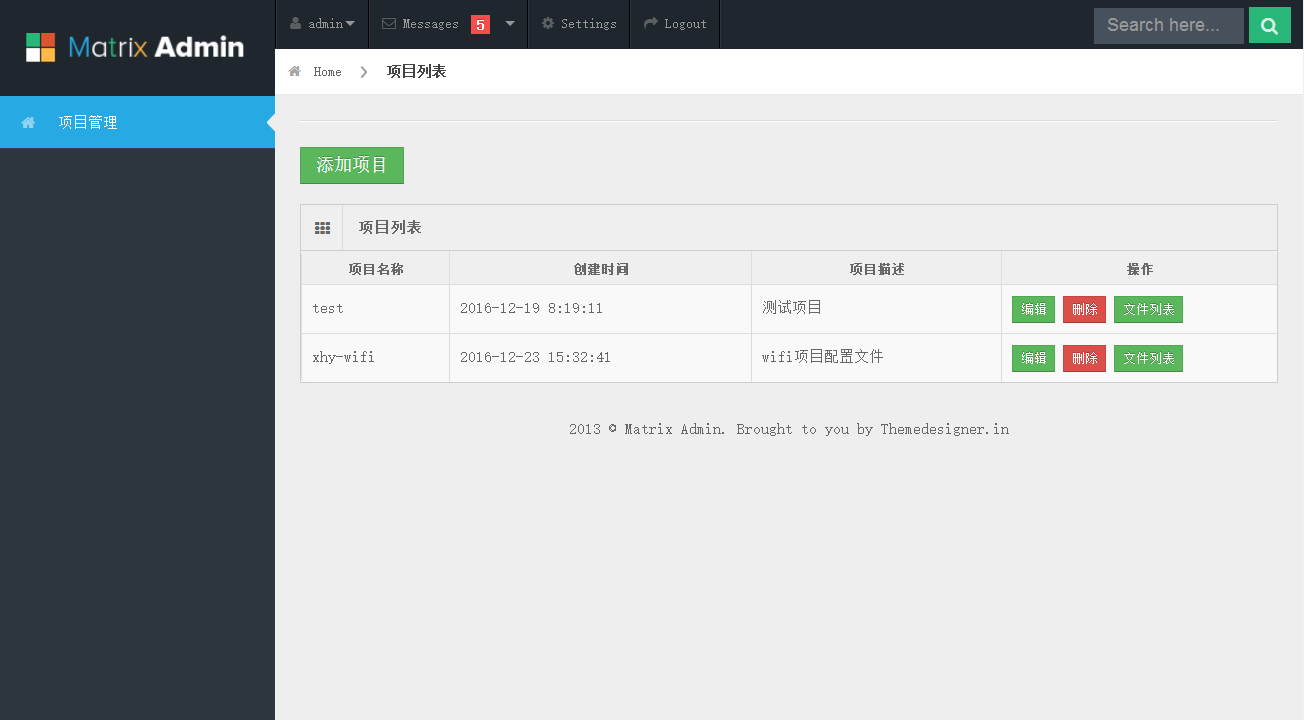 Matrix Admin
admin
Messages 5
Settings
Logout
Search here...
Home
项目列表
项目管理
添加项目
项目列表
项目名称 创建时间 项目描述 操作
test 2016-12-19 8:19:11 测试项目 编辑 删除 文件列表
xhy-wifi 2016-12-23 15:32:41 wifi项目配置文件 编辑 删除 文件列表
2013 © Matrix Admin. Brought to you by Themedesigner.in